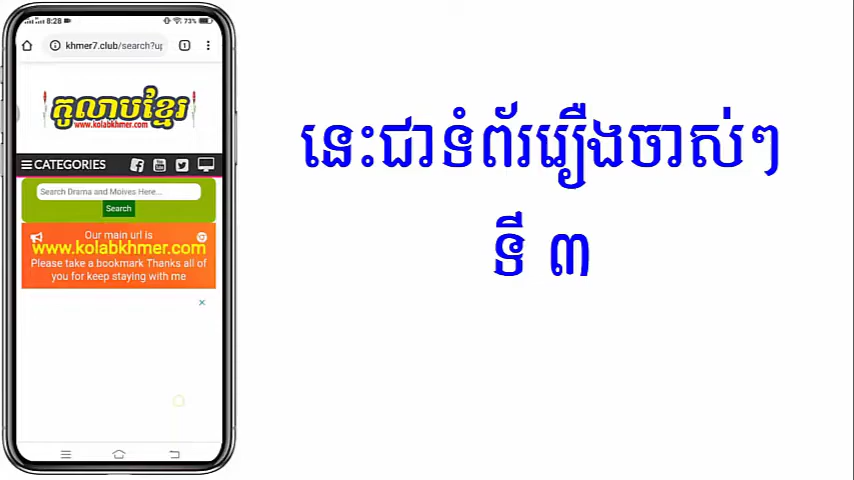 8:28
73%
khmer7.club/search?up
1
កូលាបខ្មែរ
www.kolabkhmer.com
CATEGORIES
Search Drama and Moives Here...
Search
Our main url is
www.kolabkhmer.com
Please take a bookmark Thanks all of
you for keep staying with me
នេះជាទំព័ររឿងចាស់ៗ
ទី ៣